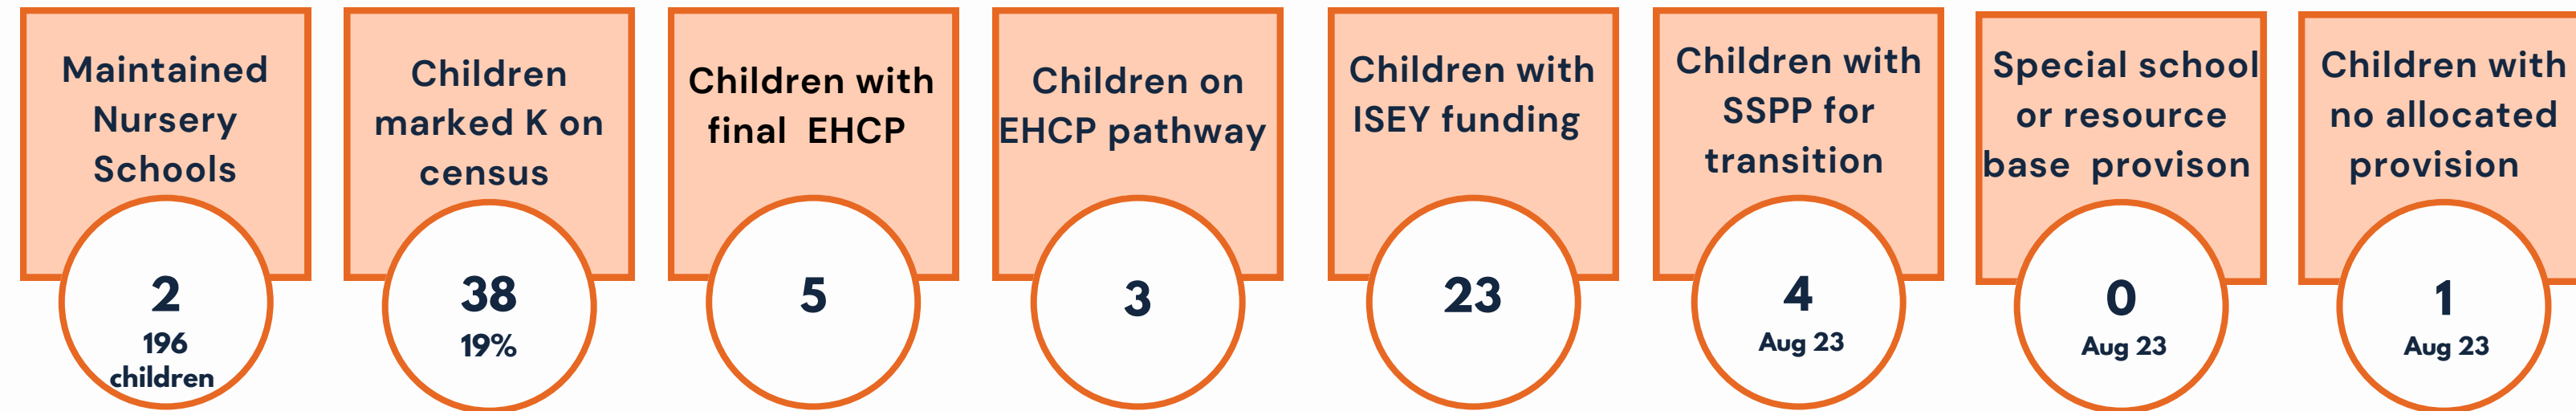 Maintained
Nursery
Schools
2
196
children
Children
marked K on
census
38
19%
Children with
final  EHCP
5
Children on
EHCP pathway
3
Children with
ISEY funding
23
Children with
SSPP for
transition
4
Aug 23
Special school
or resource
base  provison
0
Aug 23
Children with
no allocated
provision
1
Aug 23